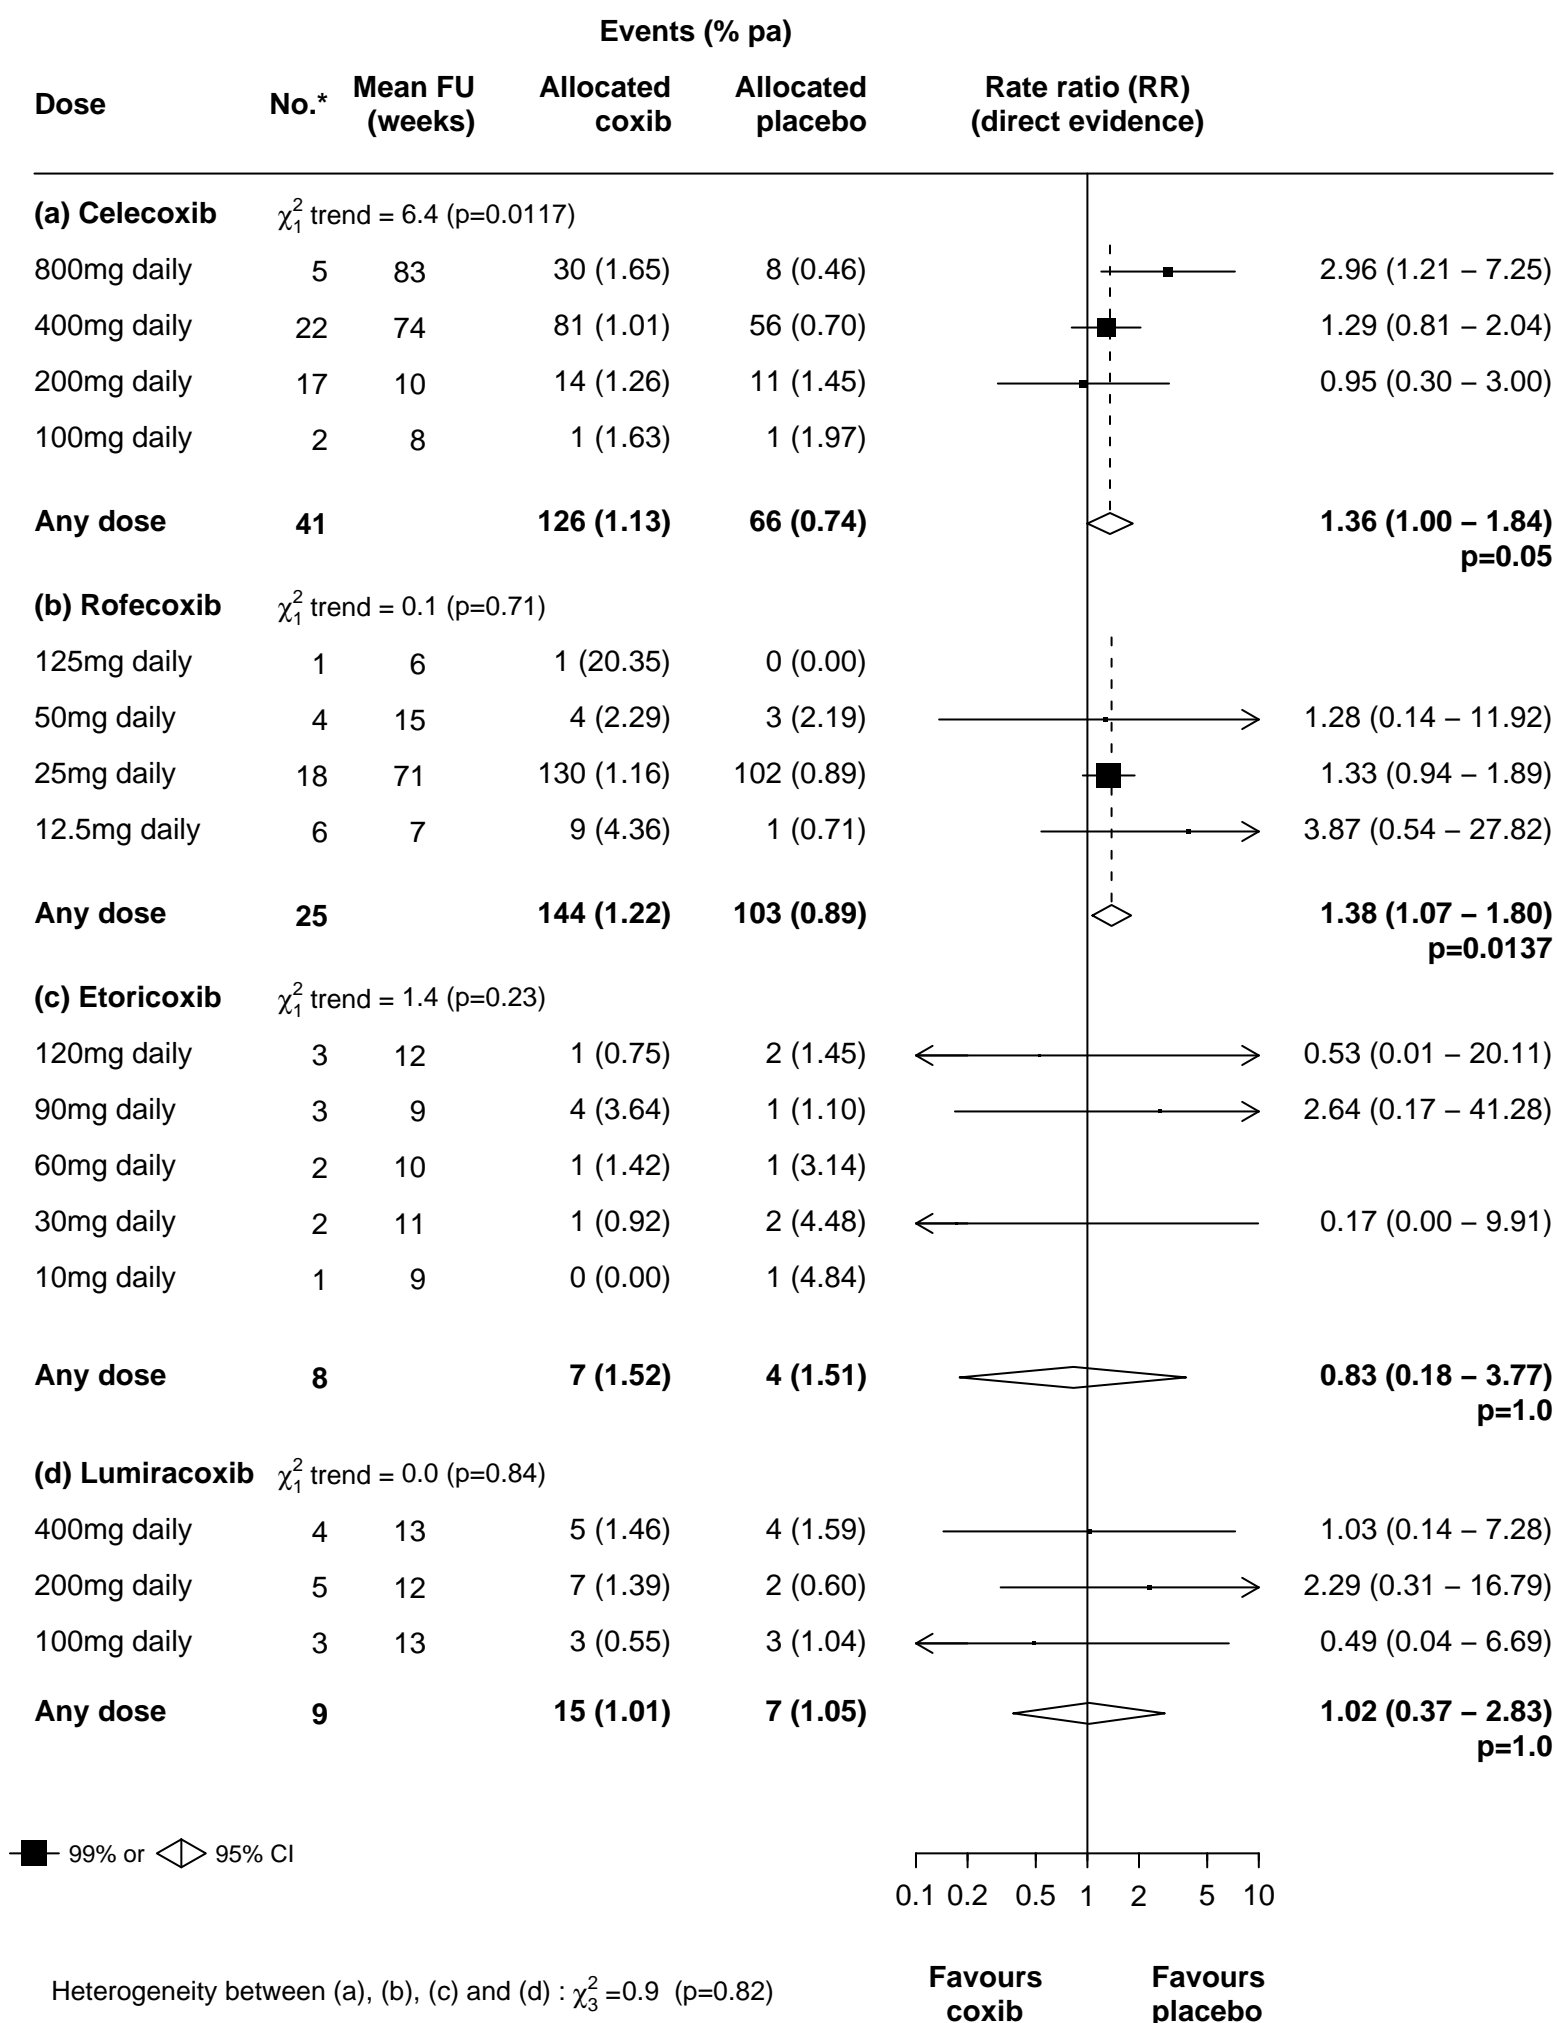 Events (% pa)
Dose No.* Mean FU (weeks) Allocated coxib Allocated placebo Rate ratio (RR) (direct evidence)
(a) Celecoxib χ₁² trend = 6.4 (p=0.0117)
800mg daily 5 83 30 (1.65) 8 (0.46) 2.96 (1.21 − 7.25)
400mg daily 22 74 81 (1.01) 56 (0.70) 1.29 (0.81 − 2.04)
200mg daily 17 10 14 (1.26) 11 (1.45) 0.95 (0.30 − 3.00)
100mg daily 2 8 1 (1.63) 1 (1.97)
Any dose 41 126 (1.13) 66 (0.74) 1.36 (1.00 − 1.84)
p=0.05
(b) Rofecoxib χ₁² trend = 0.1 (p=0.71)
125mg daily 1 6 1 (20.35) 0 (0.00)
50mg daily 4 15 4 (2.29) 3 (2.19) 1.28 (0.14 − 11.92)
25mg daily 18 71 130 (1.16) 102 (0.89) 1.33 (0.94 − 1.89)
12.5mg daily 6 7 9 (4.36) 1 (0.71) 3.87 (0.54 − 27.82)
Any dose 25 144 (1.22) 103 (0.89) 1.38 (1.07 − 1.80)
p=0.0137
(c) Etoricoxib χ₁² trend = 1.4 (p=0.23)
120mg daily 3 12 1 (0.75) 2 (1.45) 0.53 (0.01 − 20.11)
90mg daily 3 9 4 (3.64) 1 (1.10) 2.64 (0.17 − 41.28)
60mg daily 2 10 1 (1.42) 1 (3.14)
30mg daily 2 11 1 (0.92) 2 (4.48) 0.17 (0.00 − 9.91)
10mg daily 1 9 0 (0.00) 1 (4.84)
Any dose 8 7 (1.52) 4 (1.51) 0.83 (0.18 − 3.77)
p=1.0
(d) Lumiracoxib χ₁² trend = 0.0 (p=0.84)
400mg daily 4 13 5 (1.46) 4 (1.59) 1.03 (0.14 − 7.28)
200mg daily 5 12 7 (1.39) 2 (0.60) 2.29 (0.31 − 16.79)
100mg daily 3 13 3 (0.55) 3 (1.04) 0.49 (0.04 − 6.69)
Any dose 9 15 (1.01) 7 (1.05) 1.02 (0.37 − 2.83)
p=1.0
99% or 95% CI
0.1 0.2 0.5 1 2 5 10
Heterogeneity between (a), (b), (c) and (d) : χ₃² =0.9 (p=0.82)
Favours coxib
Favours placebo